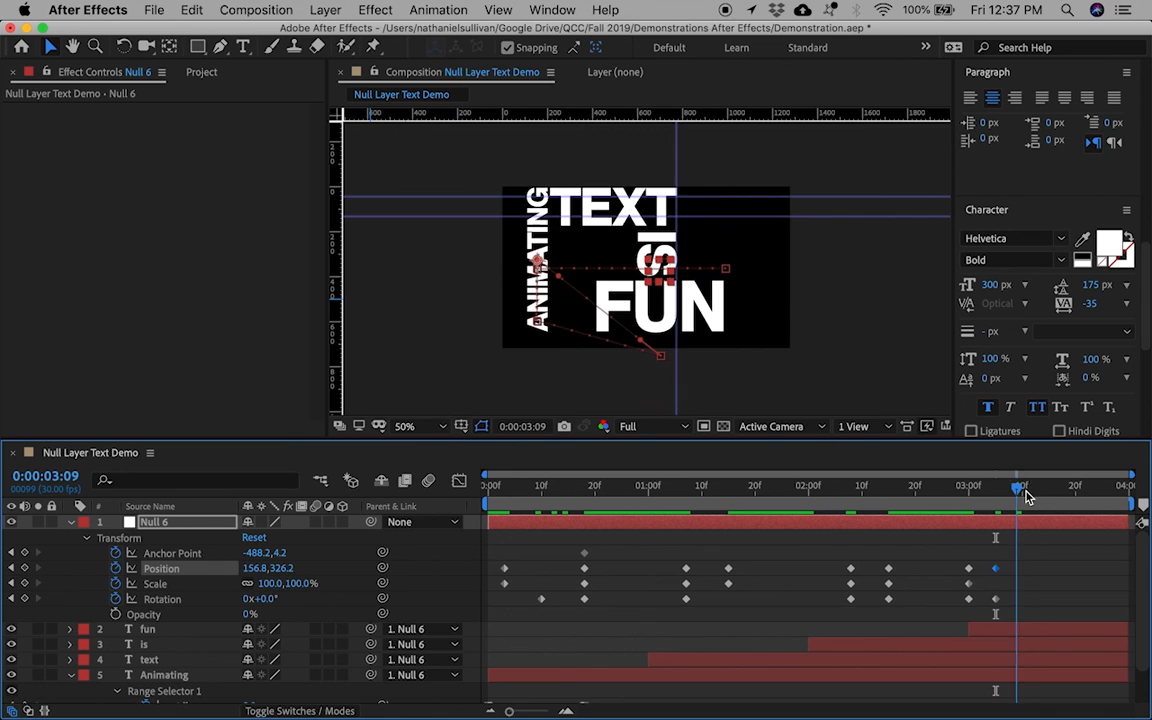 After Effects File Edit Composition Layer Effect Animation View Window Help 100% Fri 12:37 PM
Adobe After Effects - /Users/nathanielsullivan/Google Drive/QCC/Fall 2019/Demonstrations After Effects/Demonstration.aep *
Snapping Default Learn Standard Search Help
Effect Controls Null 6 Project Composition Null Layer Text Demo Layer (none) Paragraph
Null Layer Text Demo · Null 6 Null Layer Text Demo
0 px 0 px 0 px
0 px 0 px
ANIMATING
TEXT
IS
FUN
Character
Helvetica
Bold
300 px 175 px
Optical -35
- px
100 % 100 %
0 px 0 %
T T TT Tт T¹ T₁
Ligatures Hindi Digits
50% 0:00:03:09 Full Active Camera 1 View
Null Layer Text Demo
0:00:03:09
00099 (30.00 fps)
:00f 10f 20f 01:00f 10f 20f 02:00f 10f 20f 03:00f 20f 04:0
# Source Name Parent & Link
1 Null 6 None
Transform Reset
Anchor Point -488.2,4.2
Position 156.8,326.2
Scale 100.0,100.0%
Rotation 0x+0.0°
Opacity 0%
2 T fun 1. Null 6
3 T is 1. Null 6
4 T text 1. Null 6
5 T Animating 1. Null 6
Range Selector 1
Toggle Switches / Modes